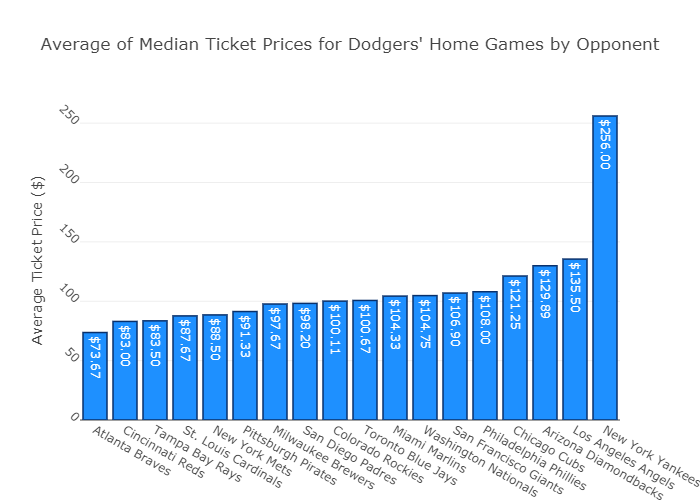 Average of Median Ticket Prices for Dodgers' Home Games by Opponent
Average Ticket Price ($)
250
200
150
100
50
0
$73.67
$83.00
$83.50
$87.67
$88.50
$91.33
$97.67
$98.20
$100.11
$100.67
$104.33
$104.75
$106.90
$108.00
$121.25
$129.89
$135.50
$256.00
Atlanta Braves
Cincinnati Reds
Tampa Bay Rays
St. Louis Cardinals
New York Mets
Pittsburgh Pirates
Milwaukee Brewers
San Diego Padres
Colorado Rockies
Toronto Blue Jays
Miami Marlins
Washington Nationals
San Francisco Giants
Philadelphia Phillies
Chicago Cubs
Arizona Diamondbacks
Los Angeles Angels
New York Yankees